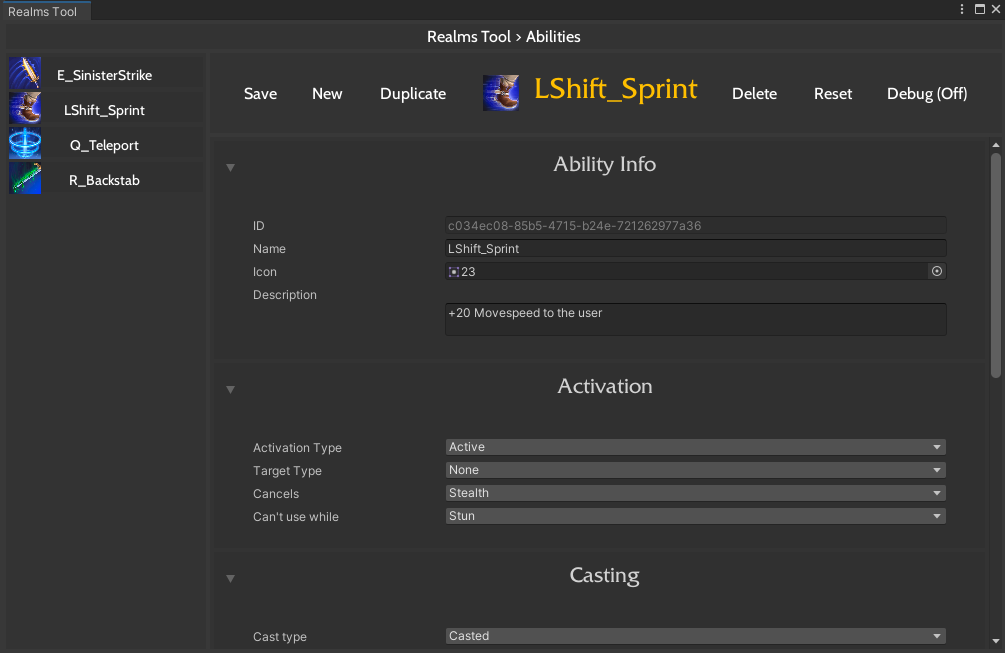 Realms Tool
Realms Tool > Abilities
E_SinisterStrike
LShift_Sprint
Q_Teleport
R_Backstab
Save New Duplicate LShift_Sprint Delete Reset Debug (Off)
Ability Info
ID c034ec08-85b5-4715-b24e-721262977a36
Name LShift_Sprint
Icon 23
Description
+20 Movespeed to the user
Activation
Activation Type Active
Target Type None
Cancels Stealth
Can't use while Stun
Casting
Cast type Casted